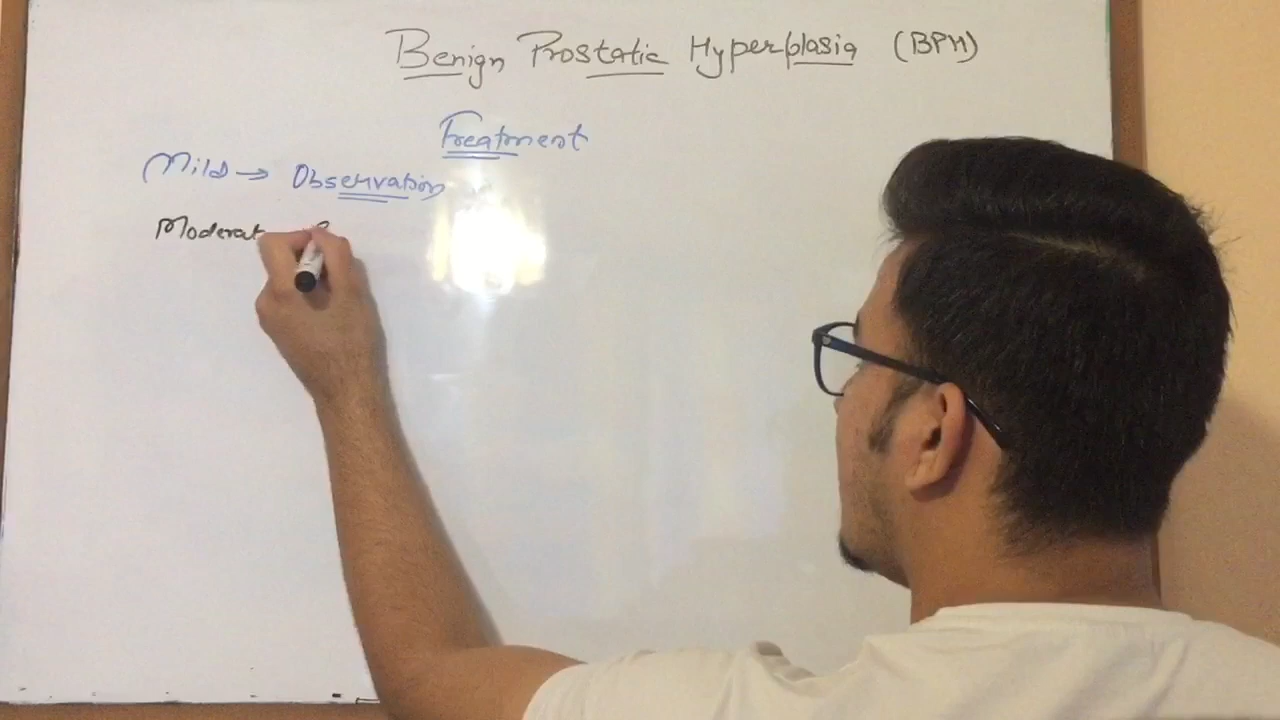 Benign Prostatic Hyperplasia (BPH)
Treatment
Mild → Observation
Moderat